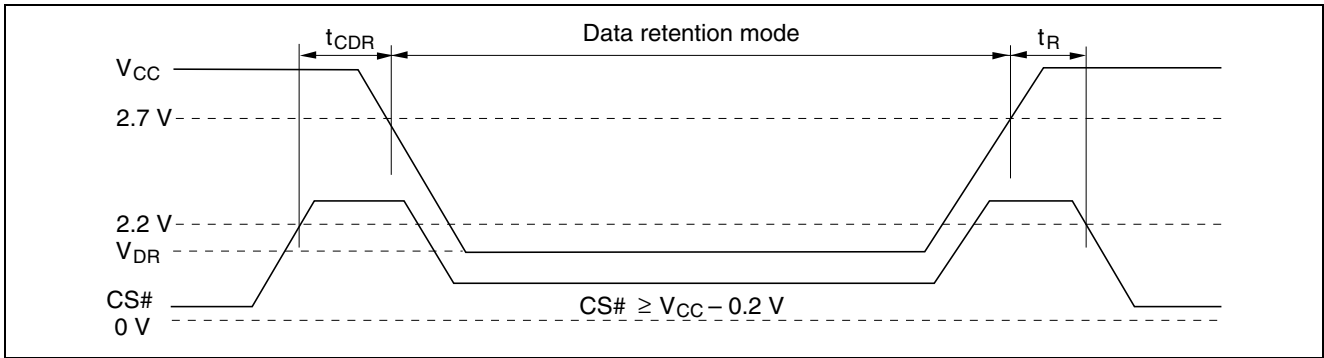 tCDR Data retention mode tR
VCC
2.7 V
2.2 V
VDR
CS#
CS# ≥ VCC – 0.2 V
0 V